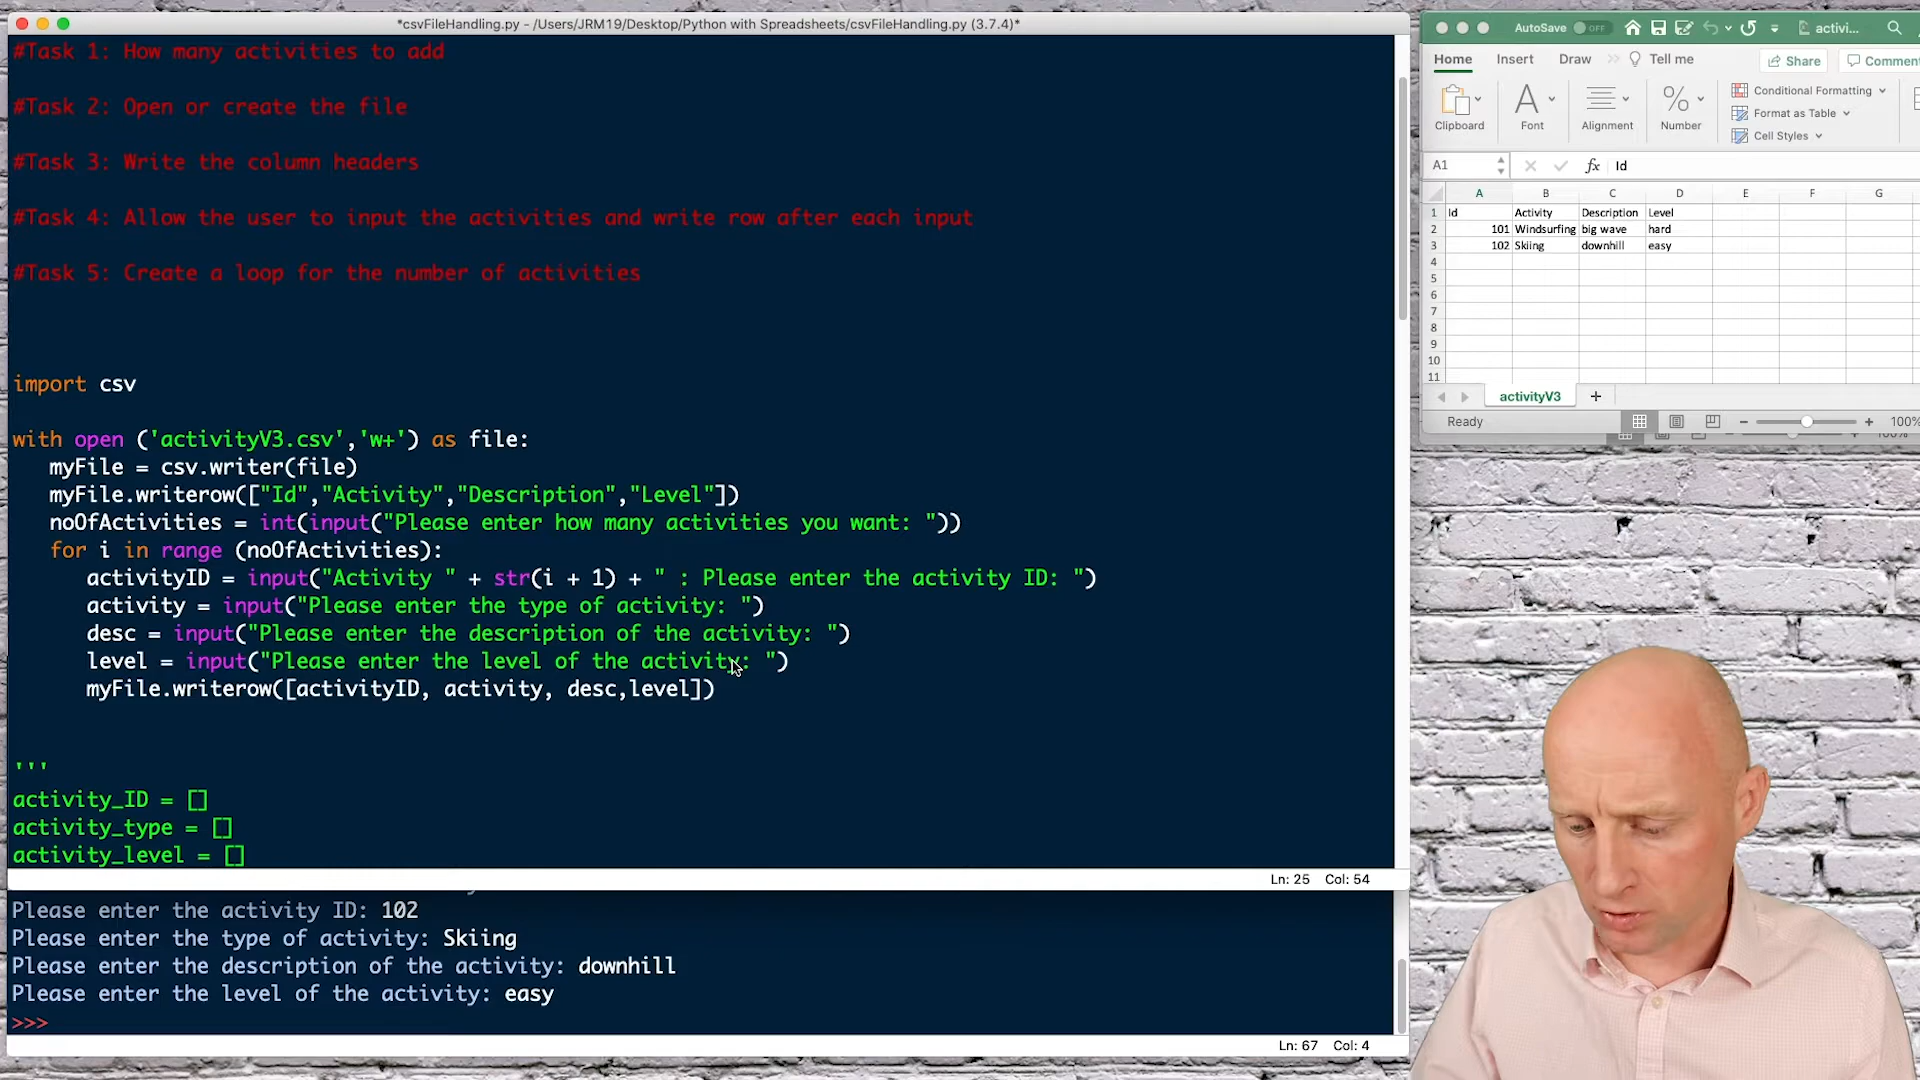 *csvFileHandling.py - /Users/JRM19/Desktop/Python with Spreadsheets/csvFileHandling.py (3.7.4)*
#Task 1: How many activities to add
#Task 2: Open or create the file
#Task 3: Write the column headers
#Task 4: Allow the user to input the activities and write row after each input
#Task 5: Create a loop for the number of activities
import csv
with open ('activityV3.csv','w+') as file:
myFile = csv.writer(file)
myFile.writerow(["Id","Activity","Description","Level"])
noOfActivities = int(input("Please enter how many activities you want: "))
for i in range (noOfActivities):
activityID = input("Activity " + str(i + 1) + " : Please enter the activity ID: ")
activity = input("Please enter the type of activity: ")
desc = input("Please enter the description of the activity: ")
level = input("Please enter the level of the activity: ")
myFile.writerow([activityID, activity, desc,level])
'''
activity_ID = []
activity_type = []
activity_level = []
Ln: 25 Col: 54
Please enter the activity ID: 102
Please enter the type of activity: Skiing
Please enter the description of the activity: downhill
Please enter the level of the activity: easy
>>>
Ln: 67 Col: 4
AutoSave OFF activi...
Home Insert Draw >> Tell me Share Comment
Clipboard Font Alignment Number
Conditional Formatting
Format as Table
Cell Styles
A1 fx Id
A B C D E F G
1 Id Activity Description Level
2 101 Windsurfing big wave hard
3 102 Skiing downhill easy
4
5
6
7
8
9
10
11
activityV3 +
Ready 100%